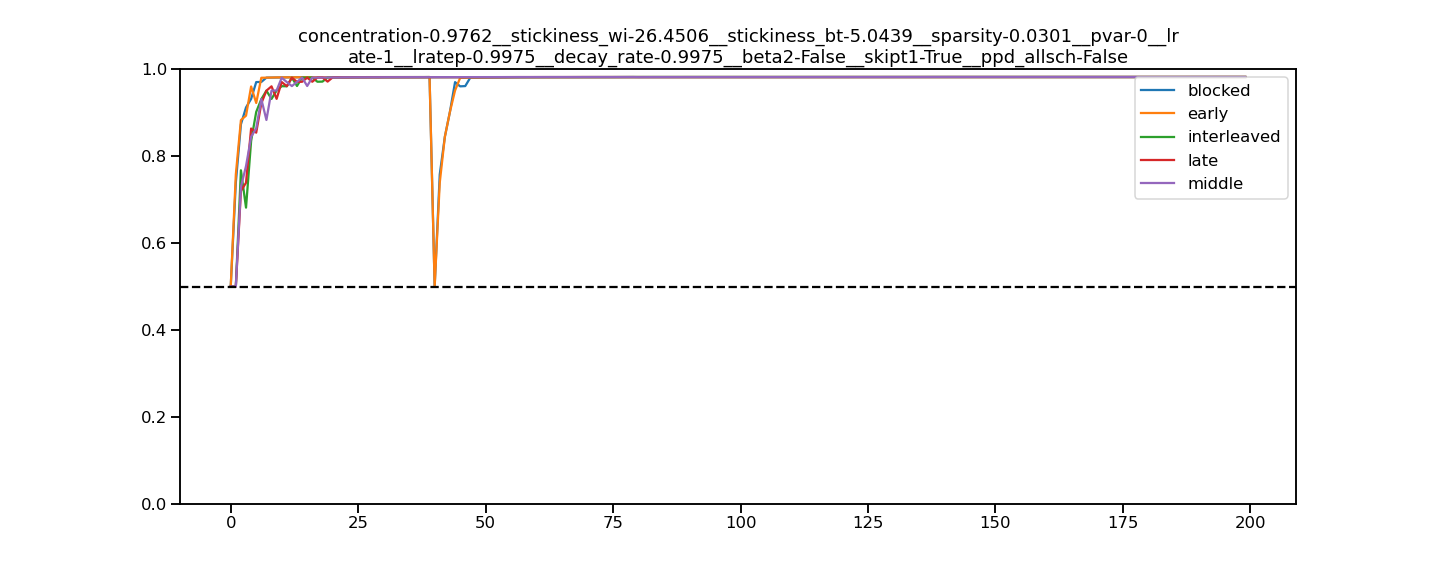 concentration-0.9762__stickiness_wi-26.4506__stickiness_bt-5.0439__sparsity-0.0301__pvar-0__lr
ate-1__lratep-0.9975__decay_rate-0.9975__beta2-False__skipt1-True__ppd_allsch-False
1.0
0.8
0.6
0.4
0.2
0.0
blocked
early
interleaved
late
middle
0 25 50 75 100 125 150 175 200